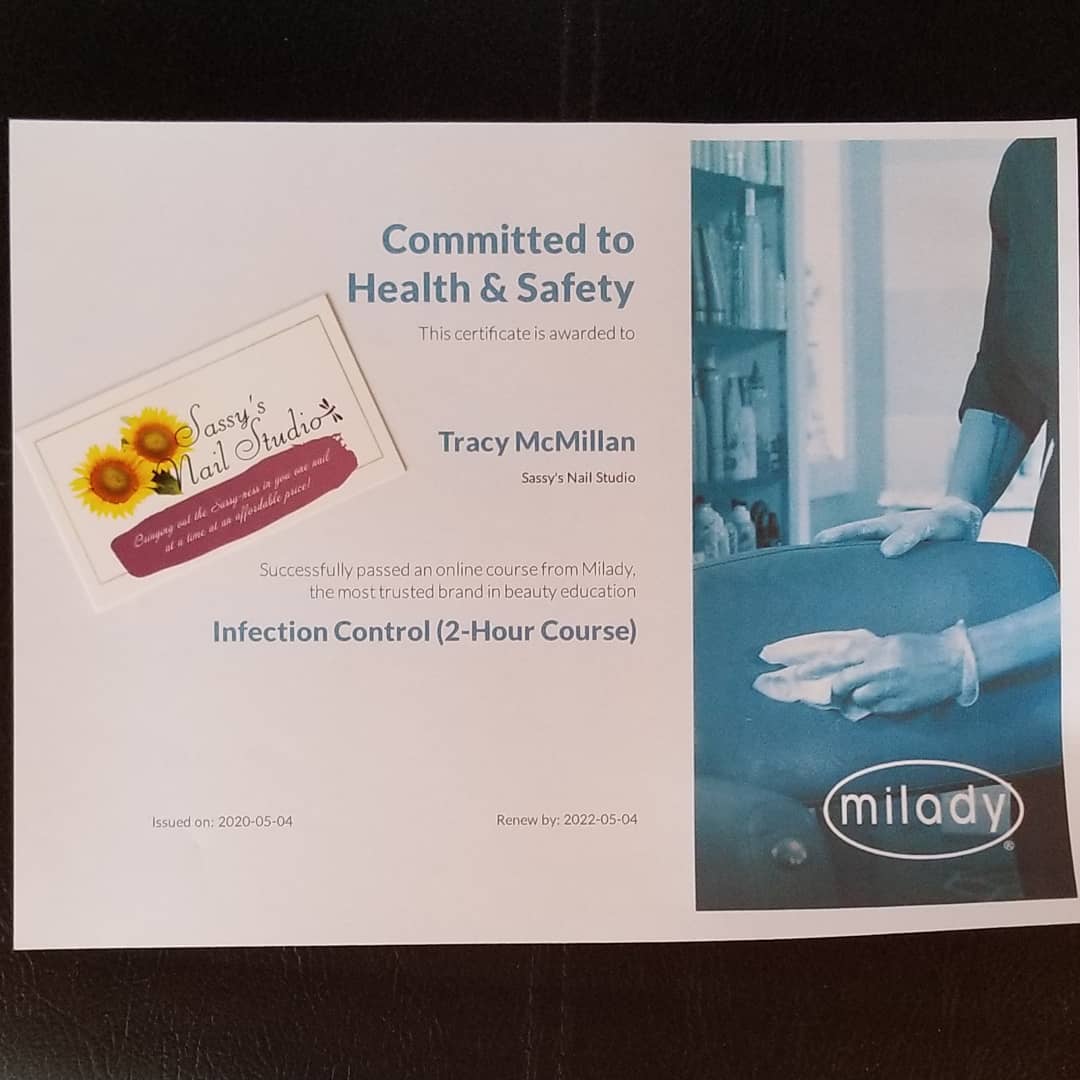 Committed to
Health & Safety
This certificate is awarded to
Sassy's
Nail Studio
Bringing out the Sassy-ness in you one nail
at a time at an affordable price!
Tracy McMillan
Sassy's Nail Studio
Successfully passed an online course from Milady,
the most trusted brand in beauty education
Infection Control (2-Hour Course)
Issued on: 2020-05-04
Renew by: 2022-05-04
milady®